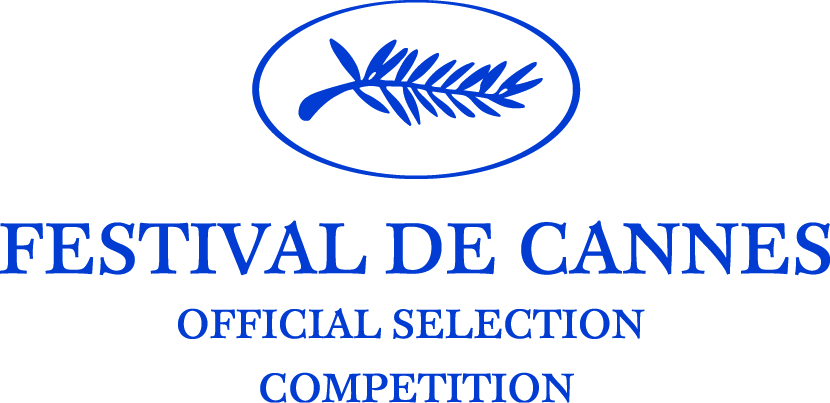 FESTIVAL DE CANNES
OFFICIAL SELECTION
COMPETITION